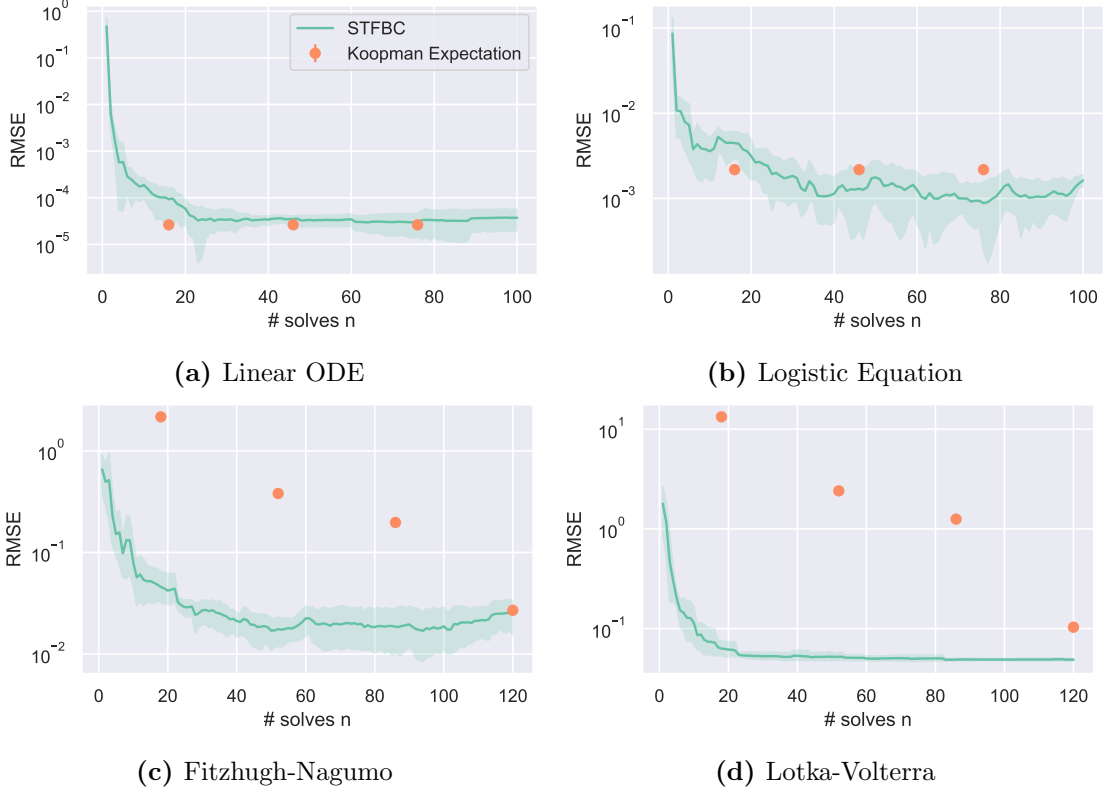 10^0
10^-1
10^-2
10^-3
10^-4
10^-5
RMSE
STFBC
Koopman Expectation
0 20 40 60 80 100
# solves n
(a) Linear ODE
10^-1
10^-2
10^-3
RMSE
0 20 40 60 80 100
# solves n
(b) Logistic Equation
10^0
10^-1
10^-2
RMSE
0 20 40 60 80 100 120
# solves n
(c) Fitzhugh-Nagumo
10^1
10^0
10^-1
RMSE
0 20 40 60 80 100 120
# solves n
(d) Lotka-Volterra